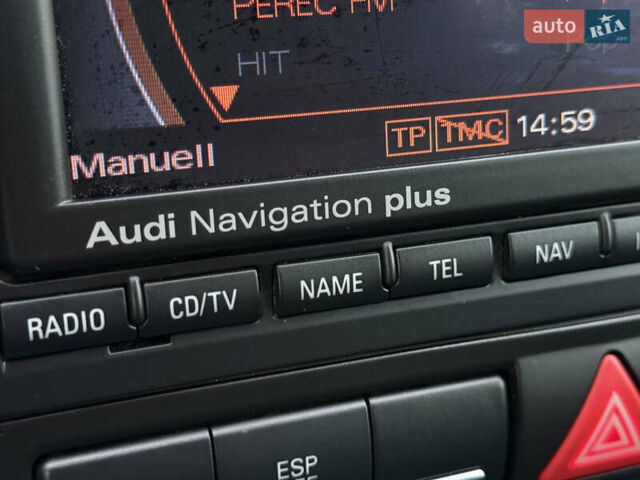 PEREC FM
HIT
auto RIA .com
TP TMC 14:59
Manuell
Audi Navigation plus
RADIO CD/TV NAME TEL NAV
ESP